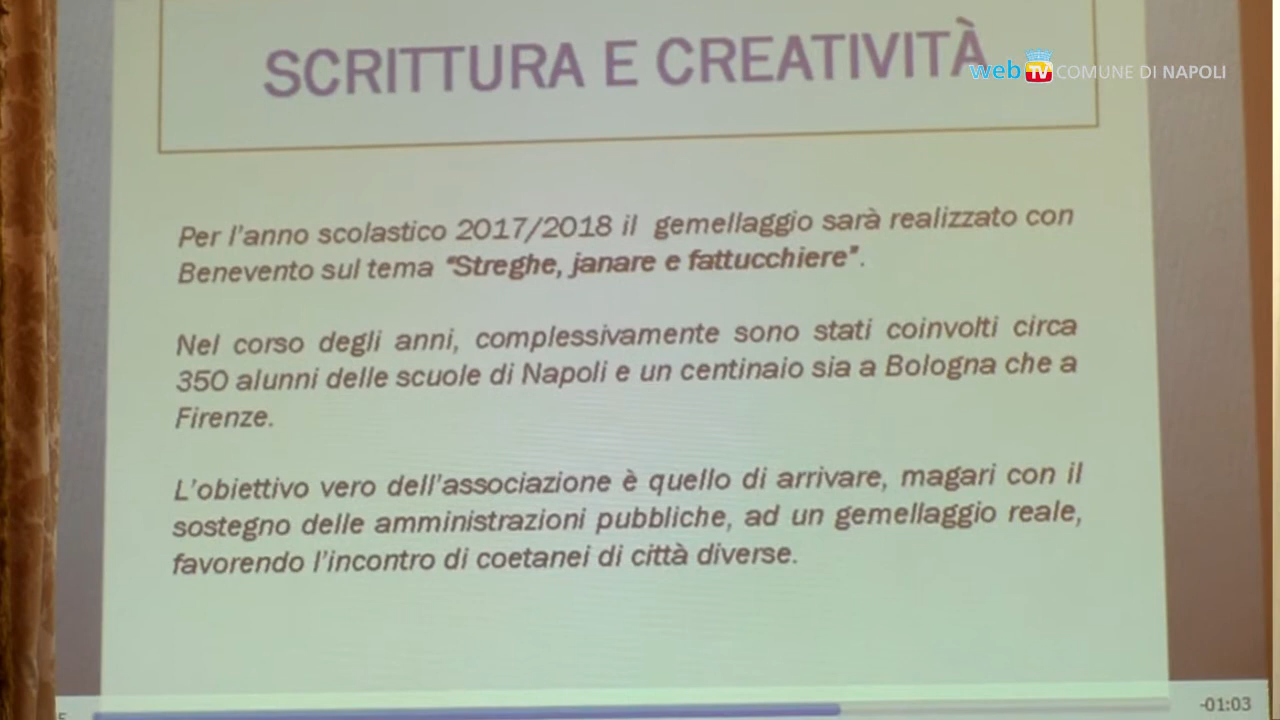 SCRITTURA E CREATIVITÀ
web TV COMUNE DI NAPOLI
Per l'anno scolastico 2017/2018 il gemellaggio sarà realizzato con
Benevento sul tema "Streghe, janare e fattucchiere".
Nel corso degli anni, complessivamente sono stati coinvolti circa
350 alunni delle scuole di Napoli e un centinaio sia a Bologna che a
Firenze.
L'obiettivo vero dell'associazione è quello di arrivare, magari con il
sostegno delle amministrazioni pubbliche, ad un gemellaggio reale,
favorendo l'incontro di coetanei di città diverse.
-01:03